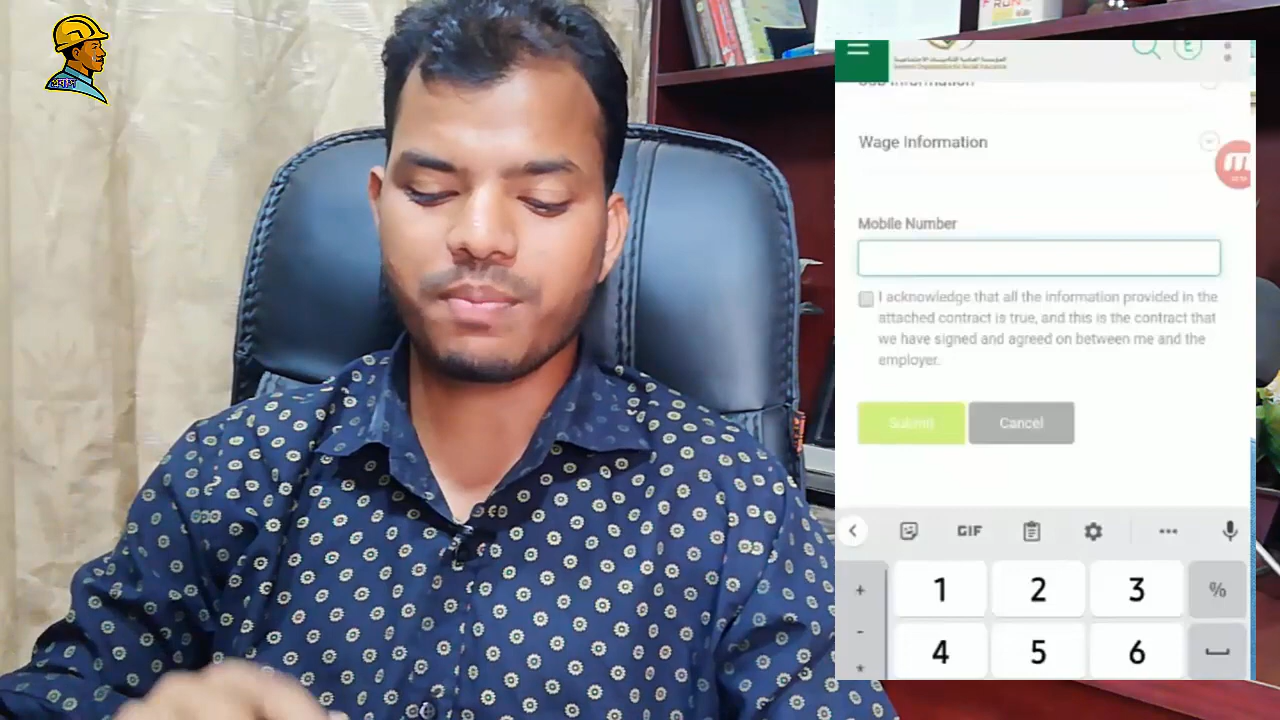 Wage Information
Mobile Number
I acknowledge that all the information provided in the
attached contract is true, and this is the contract that
we have signed and agreed on between me and the
employer.
Submit
Cancel
GIF
+
1
2
3
%
-
4
5
6
*